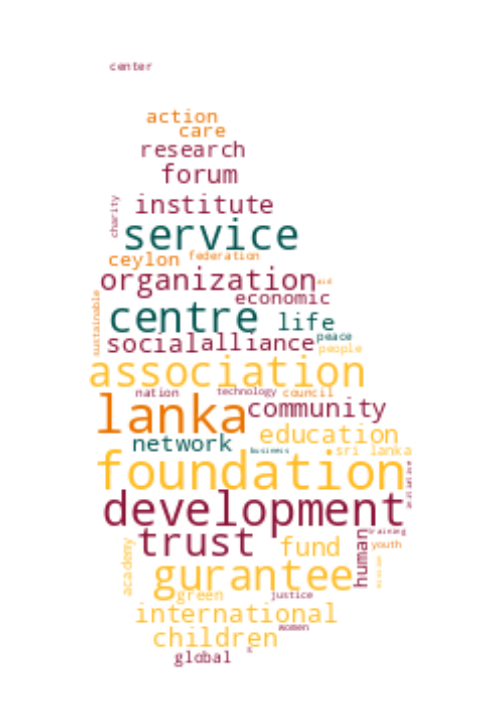 center
action
care
research
forum
charity
institute
service
ceylon federation
organization aid
sustainable
economic
centre life
social alliance peace
people
association
nation technology council
lanka community
network education
business sri lanka
foundation
development
trust human training
academy fund youth
gurantee
green justice
international
children women
global